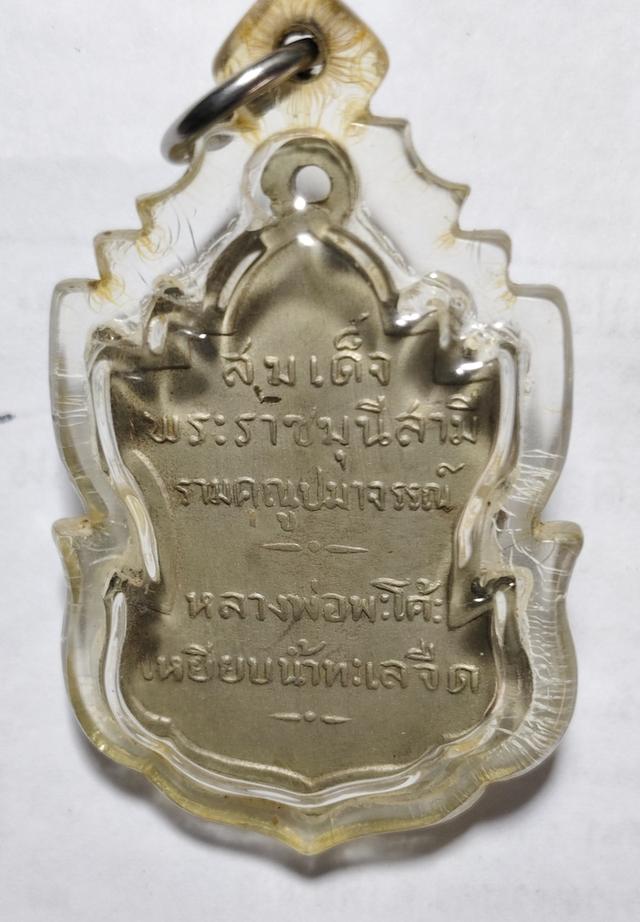 สมเด็จ
พระราชมุนีสามี
รามคุณูปมาจรรณ์
หลวงพ่อพะโค๊ะ
เหยียบน้ำทะเลจืด